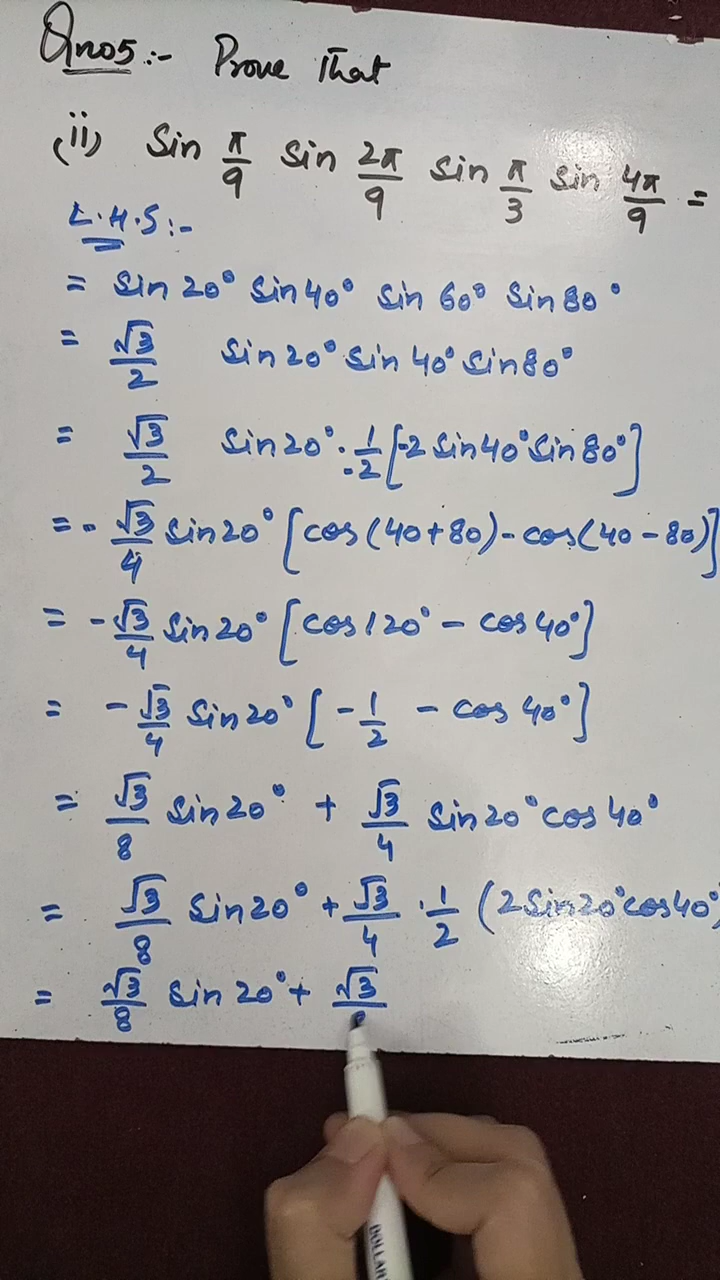 Qno5:- Prove That
(ii) Sin π/9 Sin 2π/9 Sin π/3 Sin 4π/9 =
L.H.S:-
= Sin 20° Sin 40° Sin 60° Sin 80°
= √3/2 Sin 20° Sin 40° Sin 80°
= √3/2 Sin 20° · 1/-2 [-2 Sin 40° Sin 80°]
= - √3/4 Sin 20° [cos(40+80) - cos(40-80)]
= - √3/4 Sin 20° [cos 120° - cos 40°]
= - √3/4 Sin 20° [- 1/2 - cos 40°]
= √3/8 Sin 20° + √3/4 Sin 20° cos 40°
= √3/8 Sin 20° + √3/4 · 1/2 (2 Sin 20° cos 40°)
= √3/8 Sin 20° + √3
DOLLAR